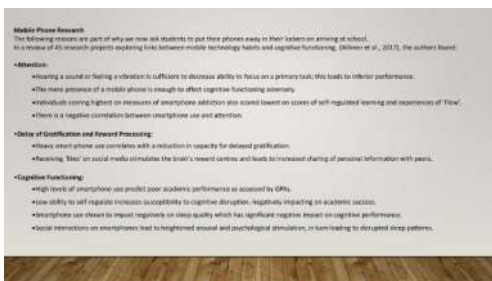 Mobile Phone Research
The following reasons are part of why we now ask students to put their phones away in their lockers on arriving at school.
In a review of 45 research projects exploring links between mobile technology habits and cognitive functioning, (Wilmer et al., 2017), the authors found:
•Attention:
•Hearing a sound or feeling a vibration is sufficient to decrease ability to focus on a primary task; this leads to inferior performance.
•The mere presence of a mobile phone is enough to affect cognitive functioning adversely.
•Individuals scoring highest on measures of smartphone addiction also scored lowest on scores of self-regulated learning and experiences of 'Flow'.
•There is a negative correlation between smartphone use and attention.
•Delay of Gratification and Reward Processing:
•Heavy smart phone use correlates with a reduction in capacity for delayed gratification.
•Receiving 'likes' on social media stimulates the brain's reward centres and leads to increased sharing of personal information with peers.
•Cognitive Functioning:
•High levels of smartphone use predict poor academic performance as assessed by GPAs.
•Low ability to self-regulate increases susceptibility to cognitive disruption, negatively impacting on academic success.
•Smartphone use shown to impact negatively on sleep quality which has significant negative impact on cognitive performance.
•Social interactions on smartphones lead to heightened arousal and psychological stimulation, in turn leading to disrupted sleep patterns.